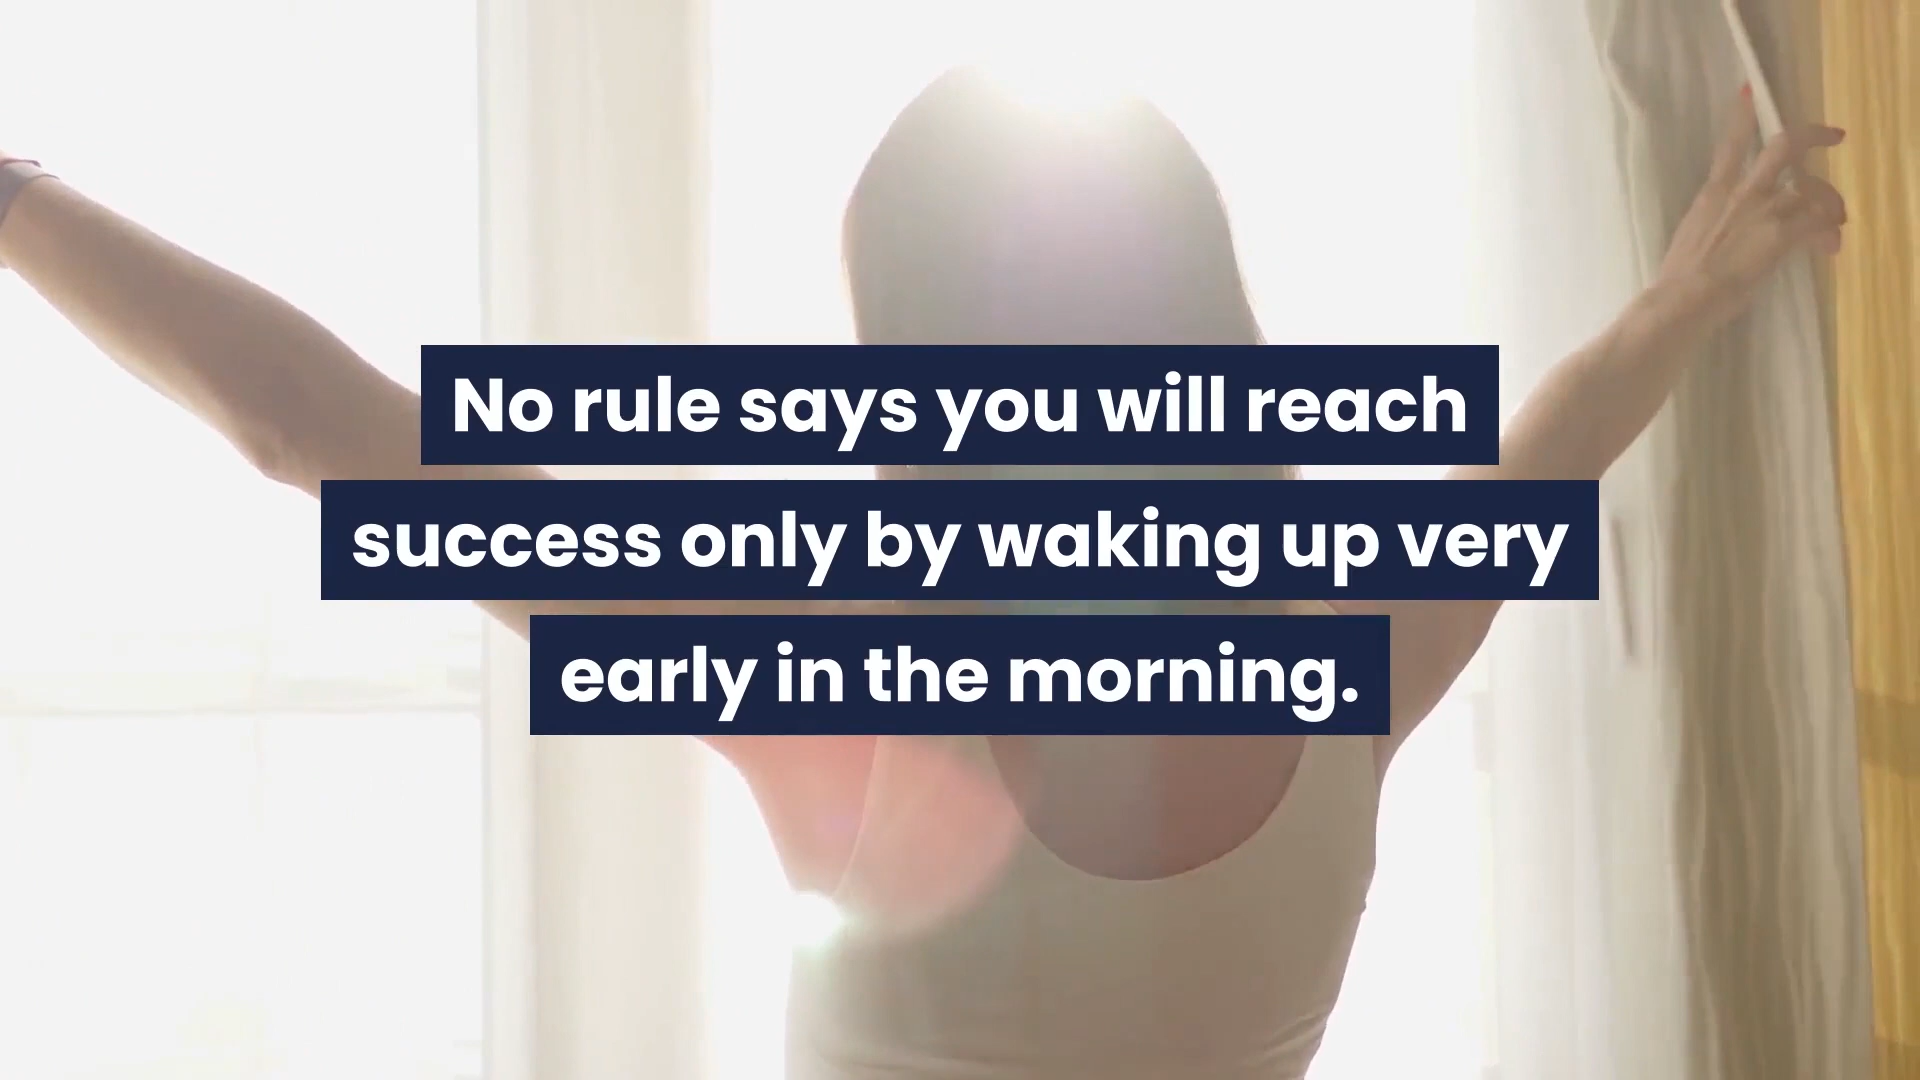 No rule says you will reach
success only by waking up very
early in the morning.